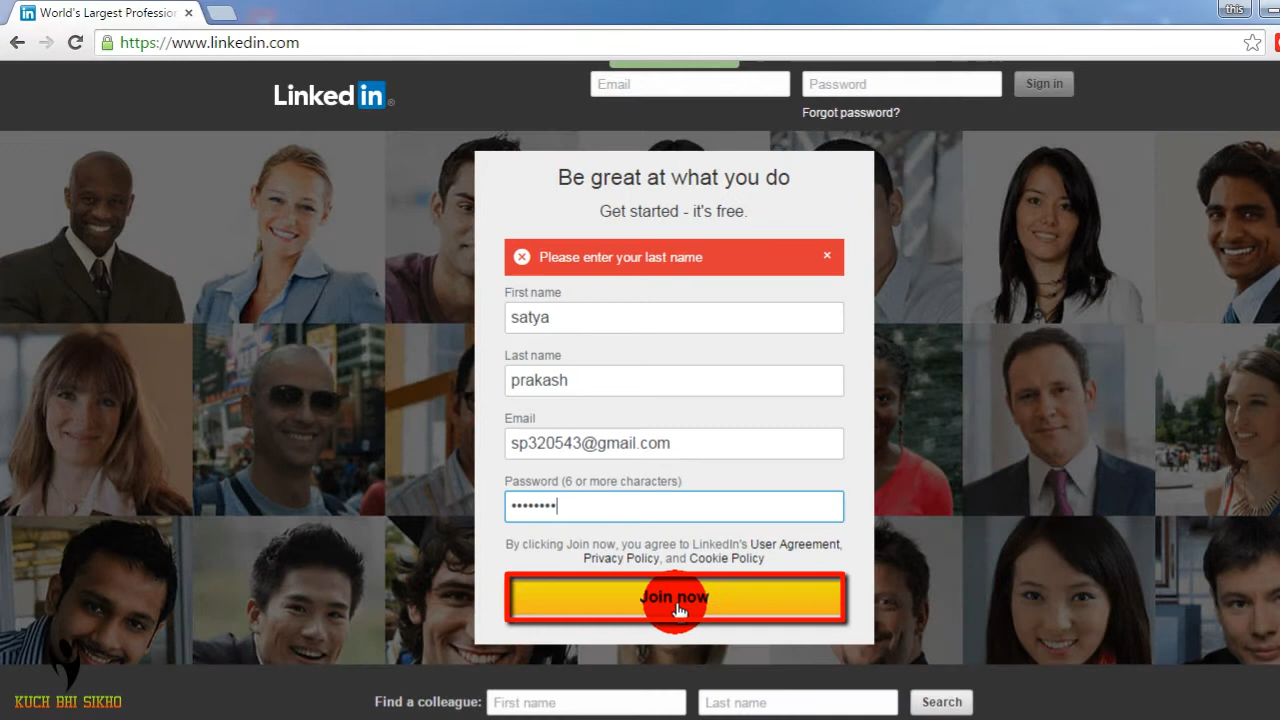 World's Largest Profession
this
https://www.linkedin.com
Linked in®
Email
Password
Sign in
Forgot password?
Be great at what you do
Get started - it's free.
Please enter your last name
First name
satya
Last name
prakash
Email
sp320543@gmail.com
Password (6 or more characters)
••••••••
By clicking Join now, you agree to LinkedIn's User Agreement,
Privacy Policy, and Cookie Policy
Join now
KUCH BHI SIKHO
Find a colleague:
First name
Last name
Search